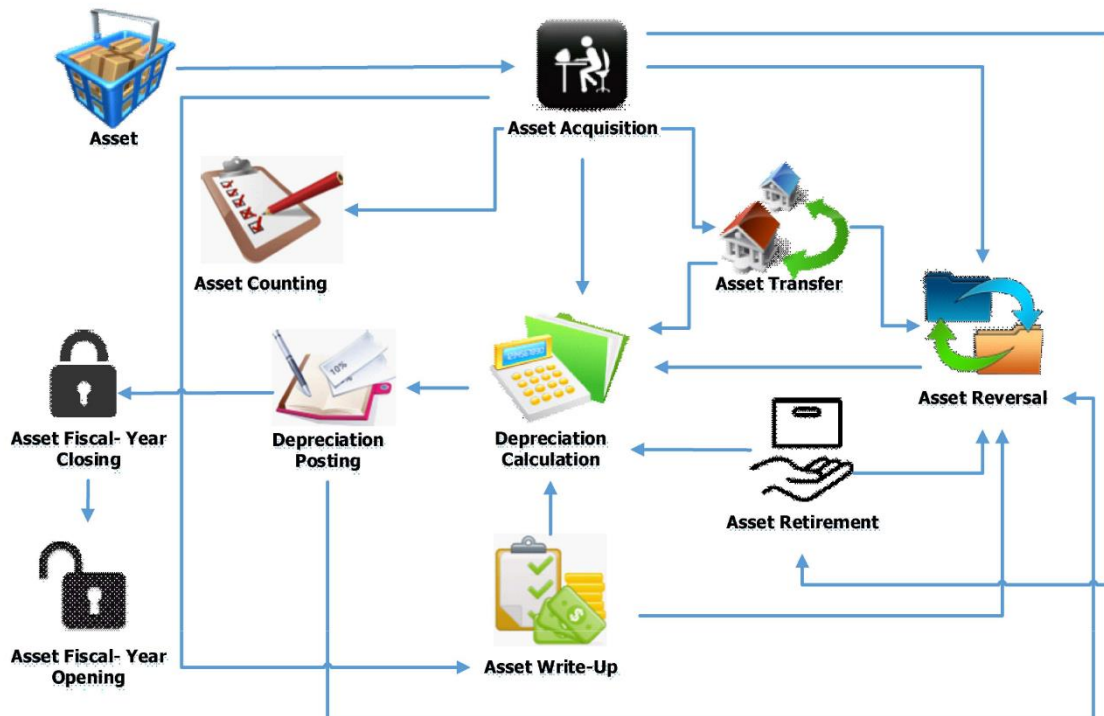 Asset
Asset Acquisition
Asset Counting
Asset Transfer
Asset Reversal
Asset Fiscal- Year
Closing
10%
Depreciation
Posting
Depreciation
Calculation
Asset Retirement
Asset Fiscal- Year
Opening
$
Asset Write-Up